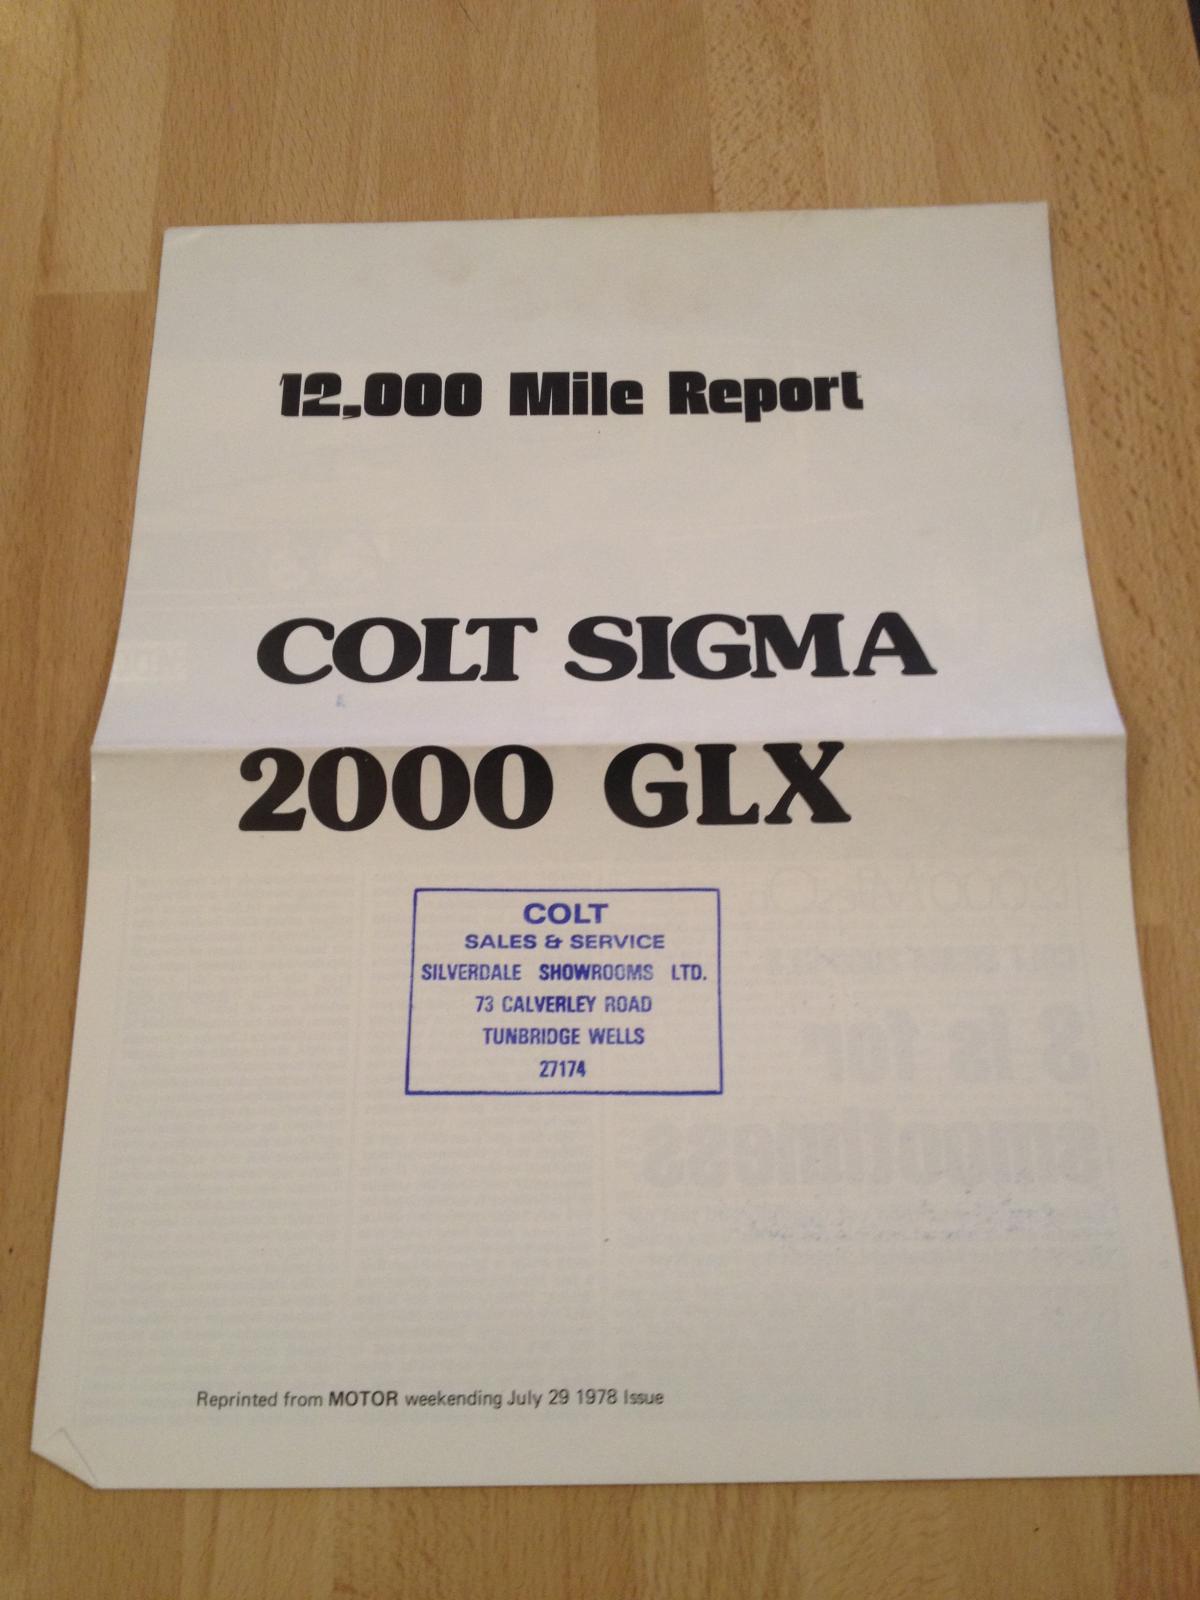 12,000 Mile Report
COLT SIGMA
2000 GLX
COLT
SALES & SERVICE
SILVERDALE SHOWROOMS LTD.
73 CALVERLEY ROAD
TUNBRIDGE WELLS
27174
Reprinted from MOTOR weekending July 29 1978 Issue